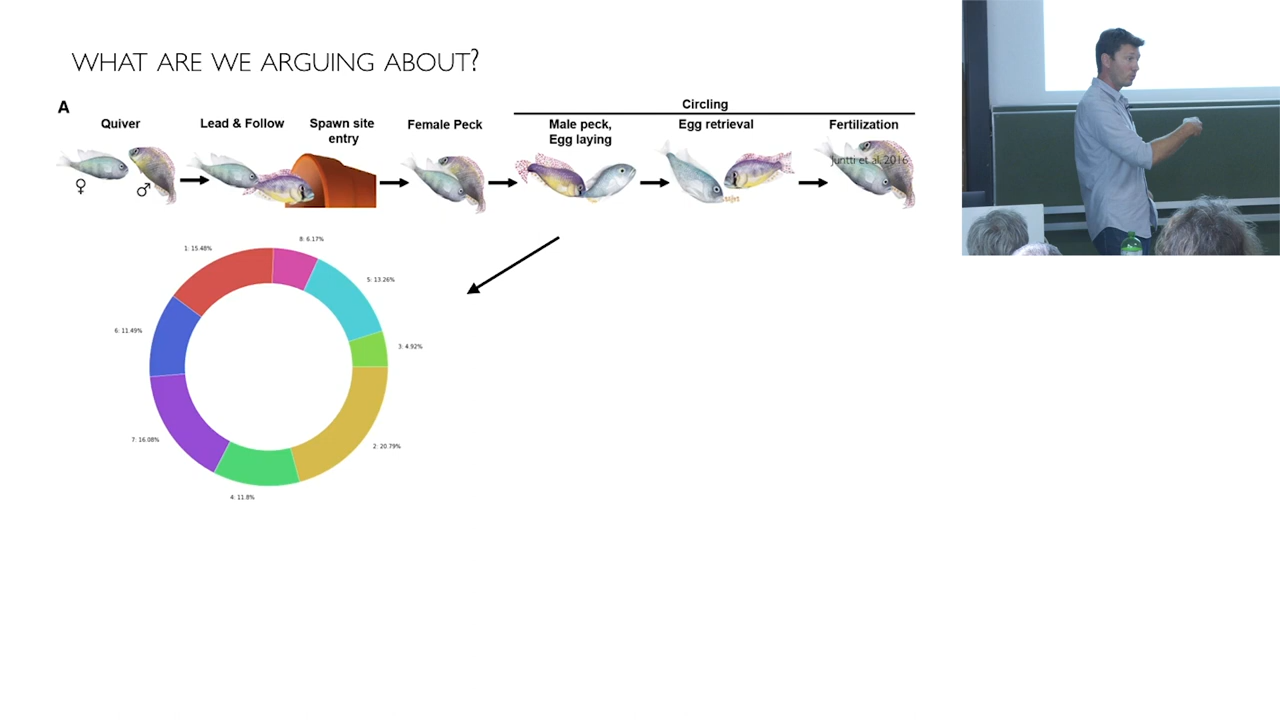 WHAT ARE WE ARGUING ABOUT?
A
Circling
Quiver
Lead & Follow
Spawn site
entry
Female Peck
Male peck,
Egg laying
Egg retrieval
Fertilization
♀
♂
Juntti et al, 2016
8: 6.17%
1: 15.48%
5: 13.26%
6: 11.49%
3: 4.92%
7: 16.08%
2: 20.79%
4: 11.8%